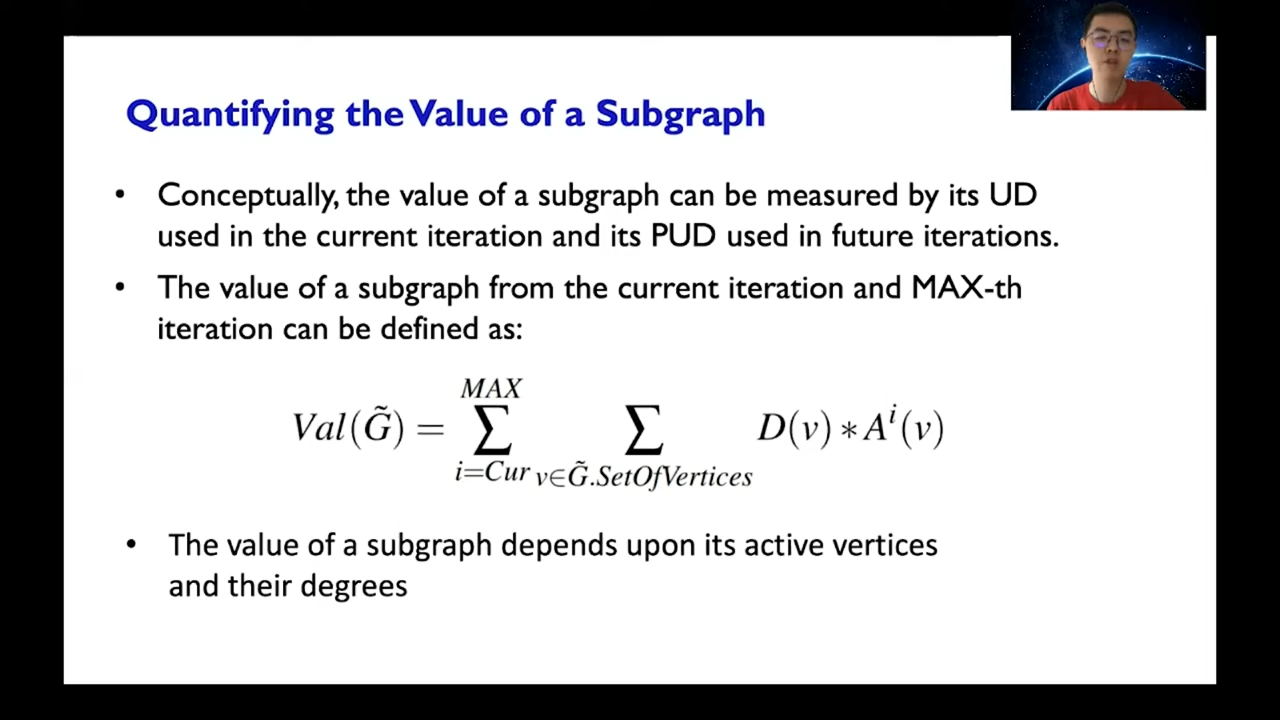 Quantifying the Value of a Subgraph
• Conceptually, the value of a subgraph can be measured by its UD
used in the current iteration and its PUD used in future iterations.
• The value of a subgraph from the current iteration and MAX-th
iteration can be defined as:
MAX
Val(G̃) = ∑ ∑ D(v) ∗ Aⁱ(v)
i=Cur v∈G̃.SetOfVertices
• The value of a subgraph depends upon its active vertices
and their degrees